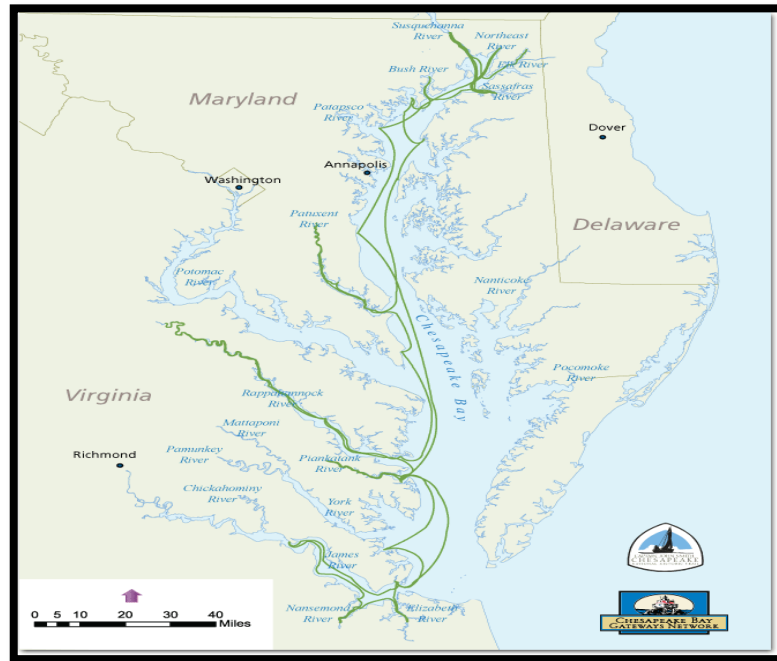 Susquehanna
River
Northeast
River
Bush River
Elk River
Sassafras
River
Maryland
Patapsco
River
Dover
Annapolis
Washington
Patuxent
River
Delaware
Potomac
River
Nanticoke
River
Chesapeake Bay
Pocomoke
River
Virginia
Rappahannock
River
Mattaponi
River
Richmond
Pamunkey
River
Piankatank
River
Chickahominy
River
York
River
James
River
CHESAPEAKE
0 5 10 20 30 40
Miles
Nansemond
River
Elizabeth
River
CHESAPEAKE BAY
GATEWAYS NETWORK